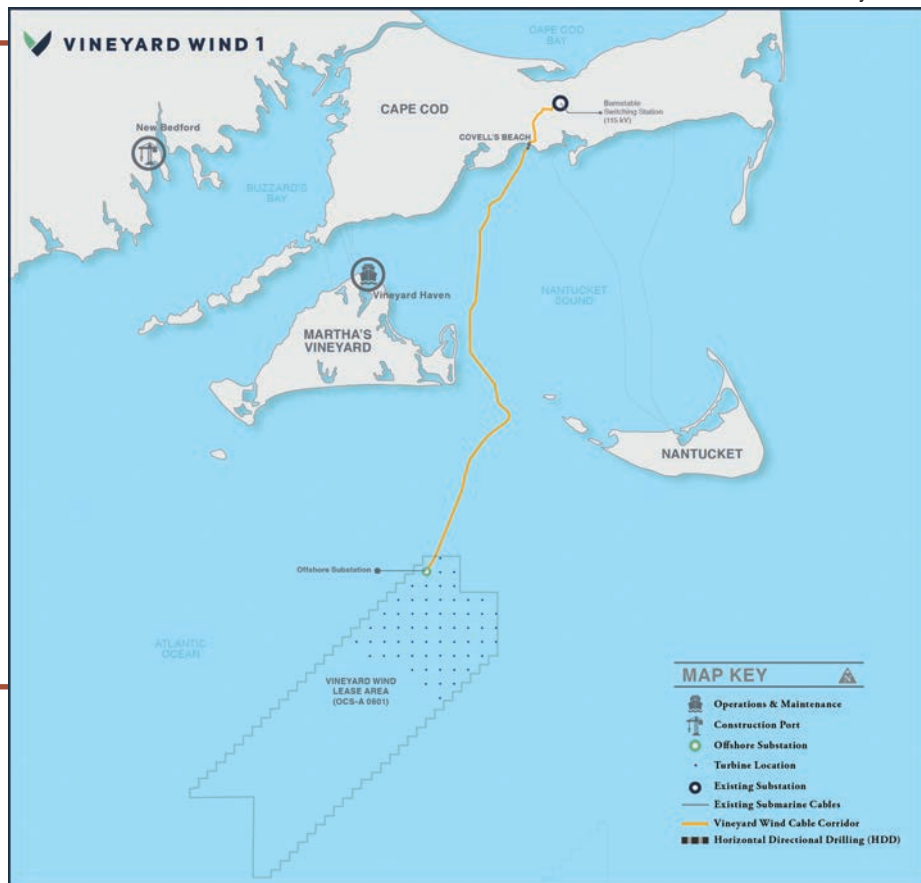 VINEYARD WIND 1
CAPE COD
BAY
CAPE COD
Barnstable
Switching Station
(115 kV)
New Bedford
COVELL'S BEACH
BUZZARD'S
BAY
Vineyard Haven
NANTUCKET
SOUND
MARTHA'S
VINEYARD
NANTUCKET
Offshore Substation
ATLANTIC
OCEAN
VINEYARD WIND
LEASE AREA
(OCS-A 0501)
MAP KEY
N
Operations & Maintenance
Construction Port
Offshore Substation
Turbine Location
Existing Substation
Existing Submarine Cables
Vineyard Wind Cable Corridor
Horizontal Directional Drilling (HDD)